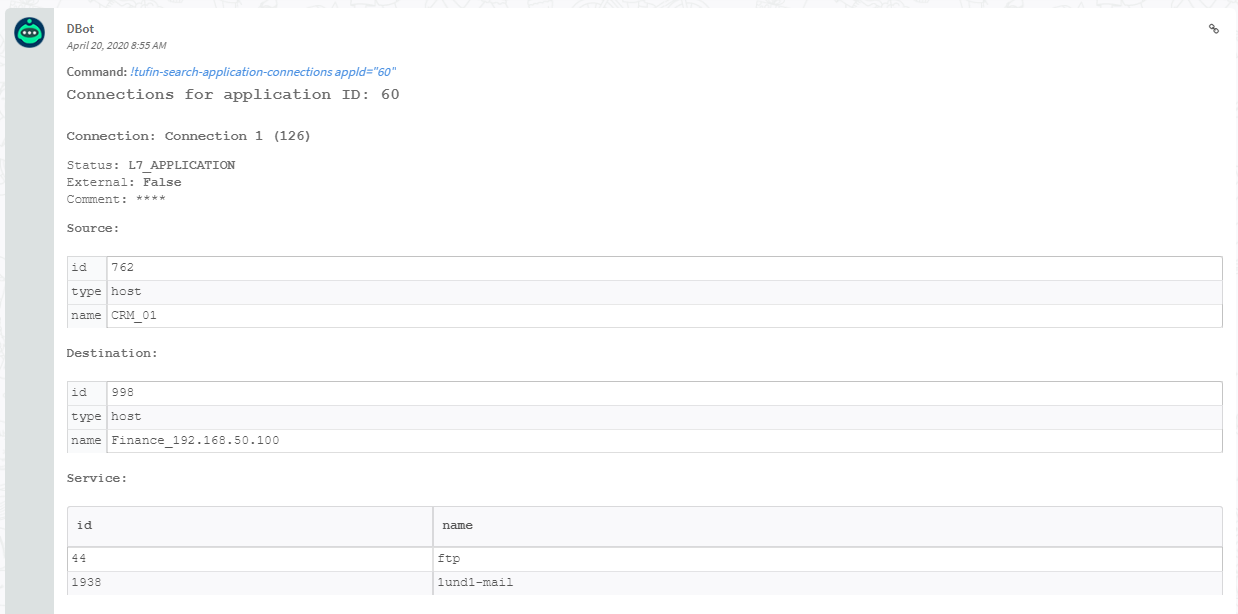 DBot
April 20, 2020 8:55 AM
Command: !tufin-search-application-connections appId="60"
Connections for application ID: 60
Connection: Connection 1 (126)
Status: L7_APPLICATION
External: False
Comment: ****
Source:
id 762
type host
name CRM_01
Destination:
id 998
type host
name Finance_192.168.50.100
Service:
id name
44 ftp
1938 1und1-mail